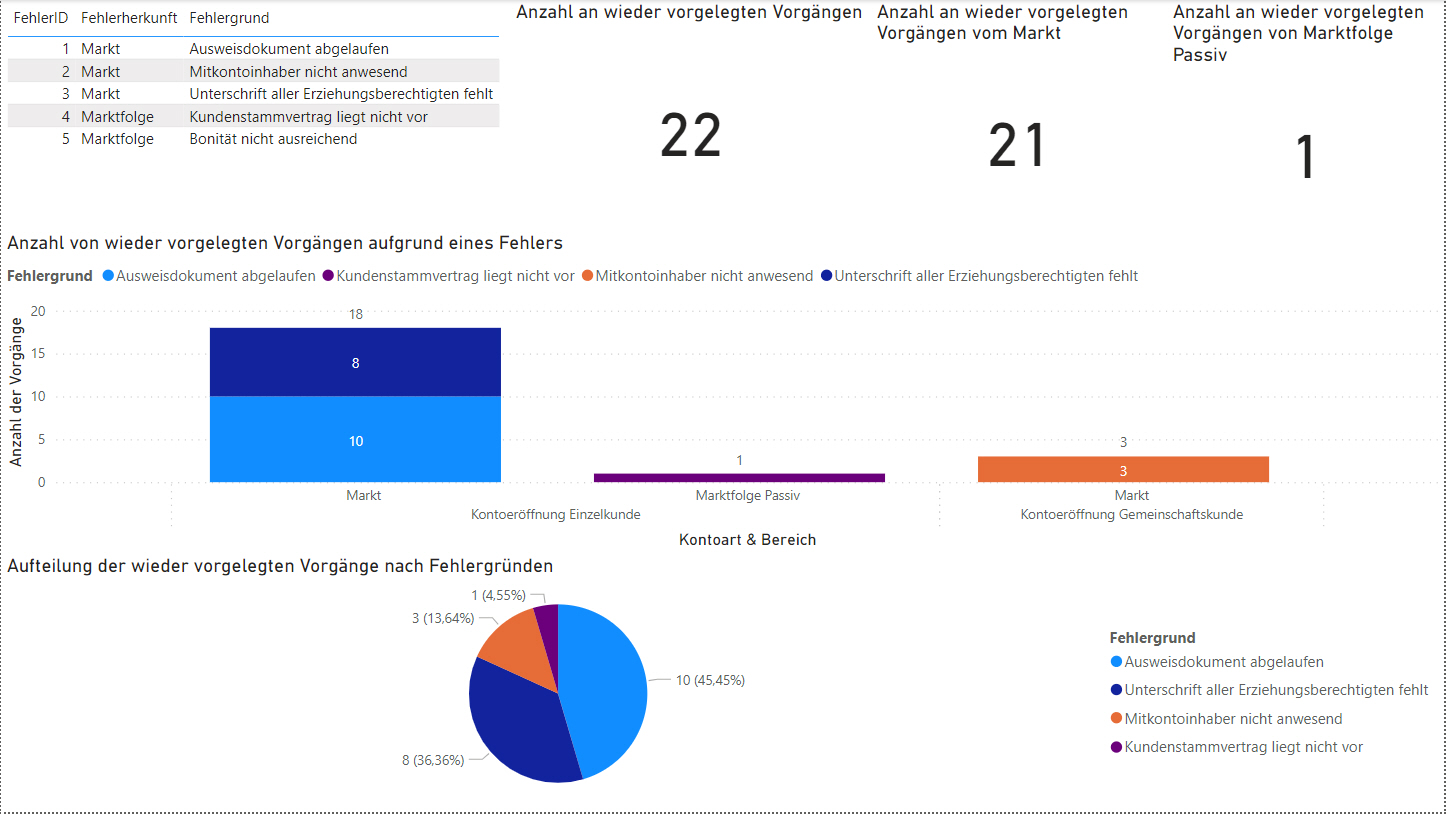 FehlerID Fehlerherkunft Fehlergrund
1 Markt Ausweisdokument abgelaufen
2 Markt Mitkontoinhaber nicht anwesend
3 Markt Unterschrift aller Erziehungsberechtigten fehlt
4 Marktfolge Kundenstammvertrag liegt nicht vor
5 Marktfolge Bonität nicht ausreichend
Anzahl an wieder vorgelegten Vorgängen
22
Anzahl an wieder vorgelegten
Vorgängen vom Markt
21
Anzahl an wieder vorgelegten
Vorgängen von Marktfolge
Passiv
1
Anzahl von wieder vorgelegten Vorgängen aufgrund eines Fehlers
Fehlergrund Ausweisdokument abgelaufen Kundenstammvertrag liegt nicht vor Mitkontoinhaber nicht anwesend Unterschrift aller Erziehungsberechtigten fehlt
Anzahl der Vorgänge
20
15
10
5
0
18
8
10
1
3
3
Markt Marktfolge Passiv Markt
Kontoeröffnung Einzelkunde Kontoeröffnung Gemeinschaftskunde
Kontoart & Bereich
Aufteilung der wieder vorgelegten Vorgänge nach Fehlergründen
1 (4,55%)
3 (13,64%)
10 (45,45%)
8 (36,36%)
Fehlergrund
Ausweisdokument abgelaufen
Unterschrift aller Erziehungsberechtigten fehlt
Mitkontoinhaber nicht anwesend
Kundenstammvertrag liegt nicht vor